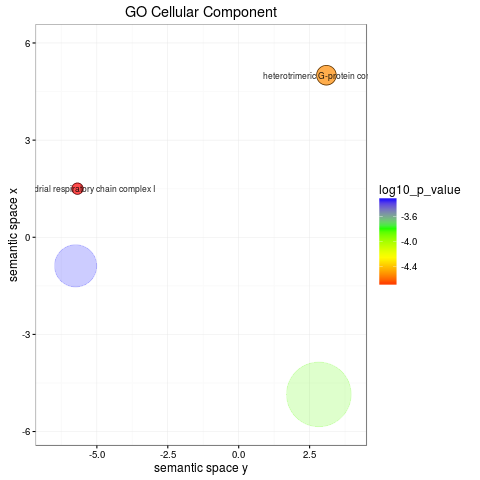 GO Cellular Component
6
3
0
-3
-6
semantic space x
heterotrimeric G-protein cor
drial respiratory chain complex I
-5.0 -2.5 0.0 2.5
semantic space y
log10_p_value
-3.6
-4.0
-4.4